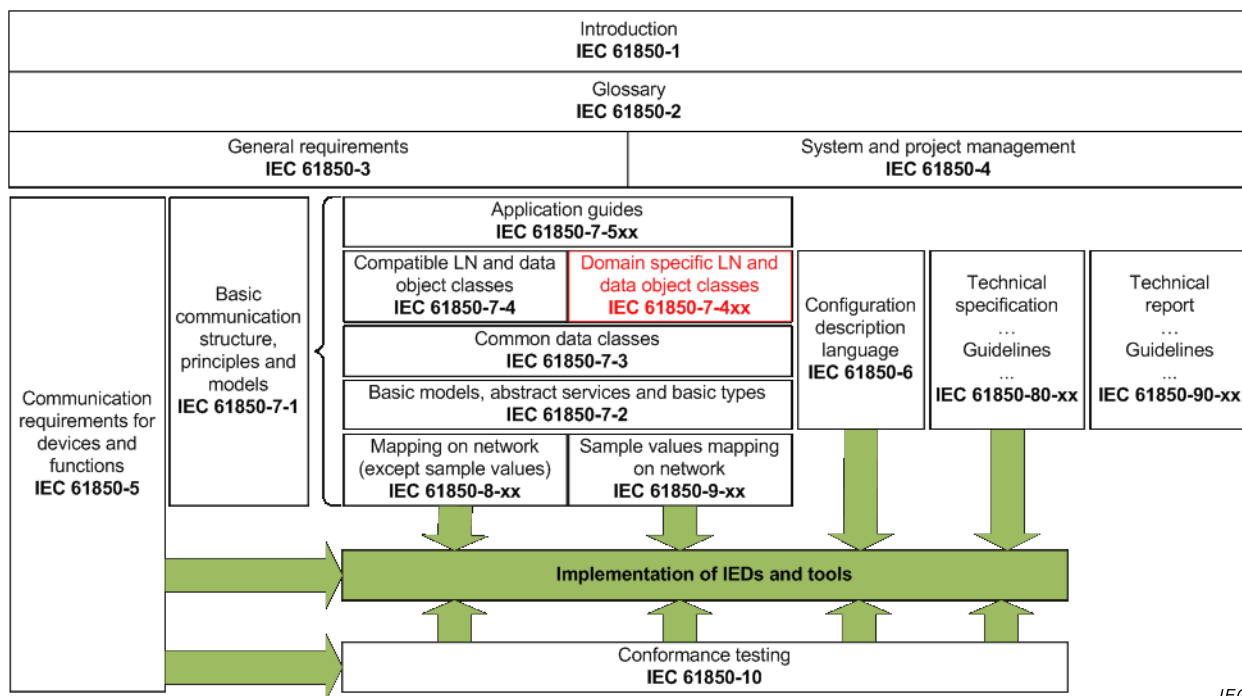 Introduction
IEC 61850-1
Glossary
IEC 61850-2
General requirements
IEC 61850-3
System and project management
IEC 61850-4
Communication
requirements for
devices and
functions
IEC 61850-5
Basic
communication
structure,
principles and
models
IEC 61850-7-1
Application guides
IEC 61850-7-5xx
Compatible LN and data
object classes
IEC 61850-7-4
Domain specific LN and
data object classes
IEC 61850-7-4xx
Common data classes
IEC 61850-7-3
Basic models, abstract services and basic types
IEC 61850-7-2
Mapping on network
(except sample values)
IEC 61850-8-xx
Sample values mapping
on network
IEC 61850-9-xx
Configuration
description
language
IEC 61850-6
Technical
specification
...
Guidelines
...
IEC 61850-80-xx
Technical
report
...
Guidelines
...
IEC 61850-90-xx
Implementation of IEDs and tools
Conformance testing
IEC 61850-10
IEC